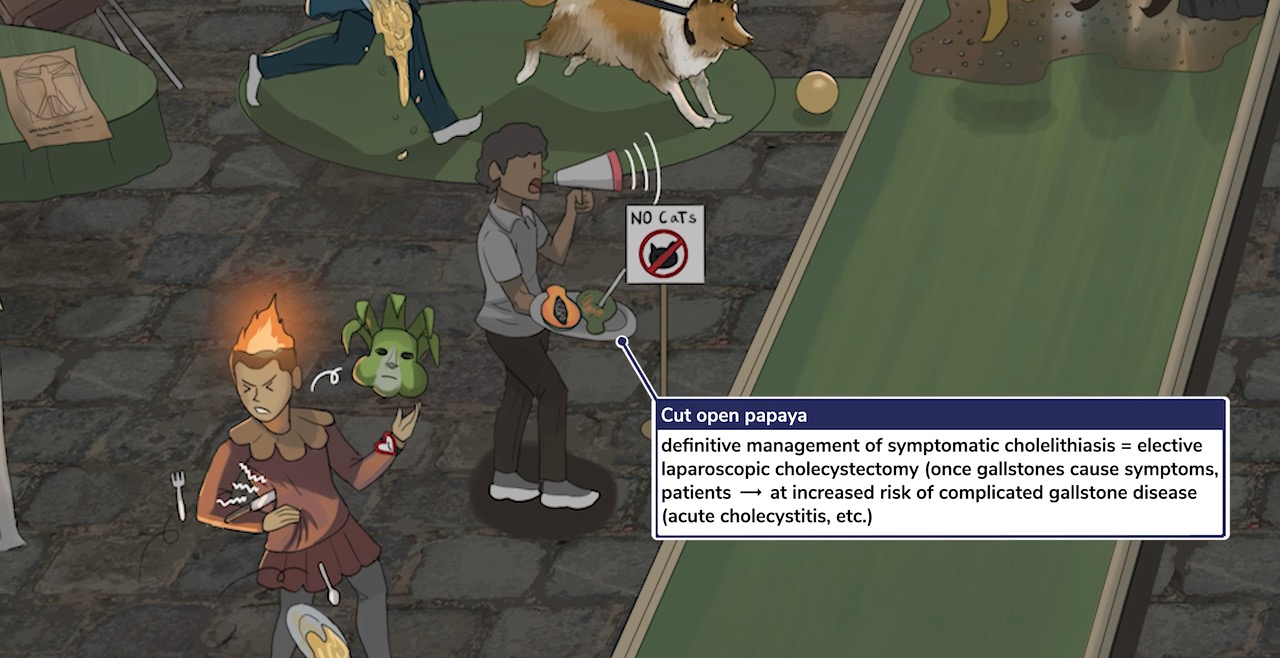 NO CaTs
Cut open papaya
definitive management of symptomatic cholelithiasis = elective
laparoscopic cholecystectomy (once gallstones cause symptoms,
patients → at increased risk of complicated gallstone disease
(acute cholecystitis, etc.)